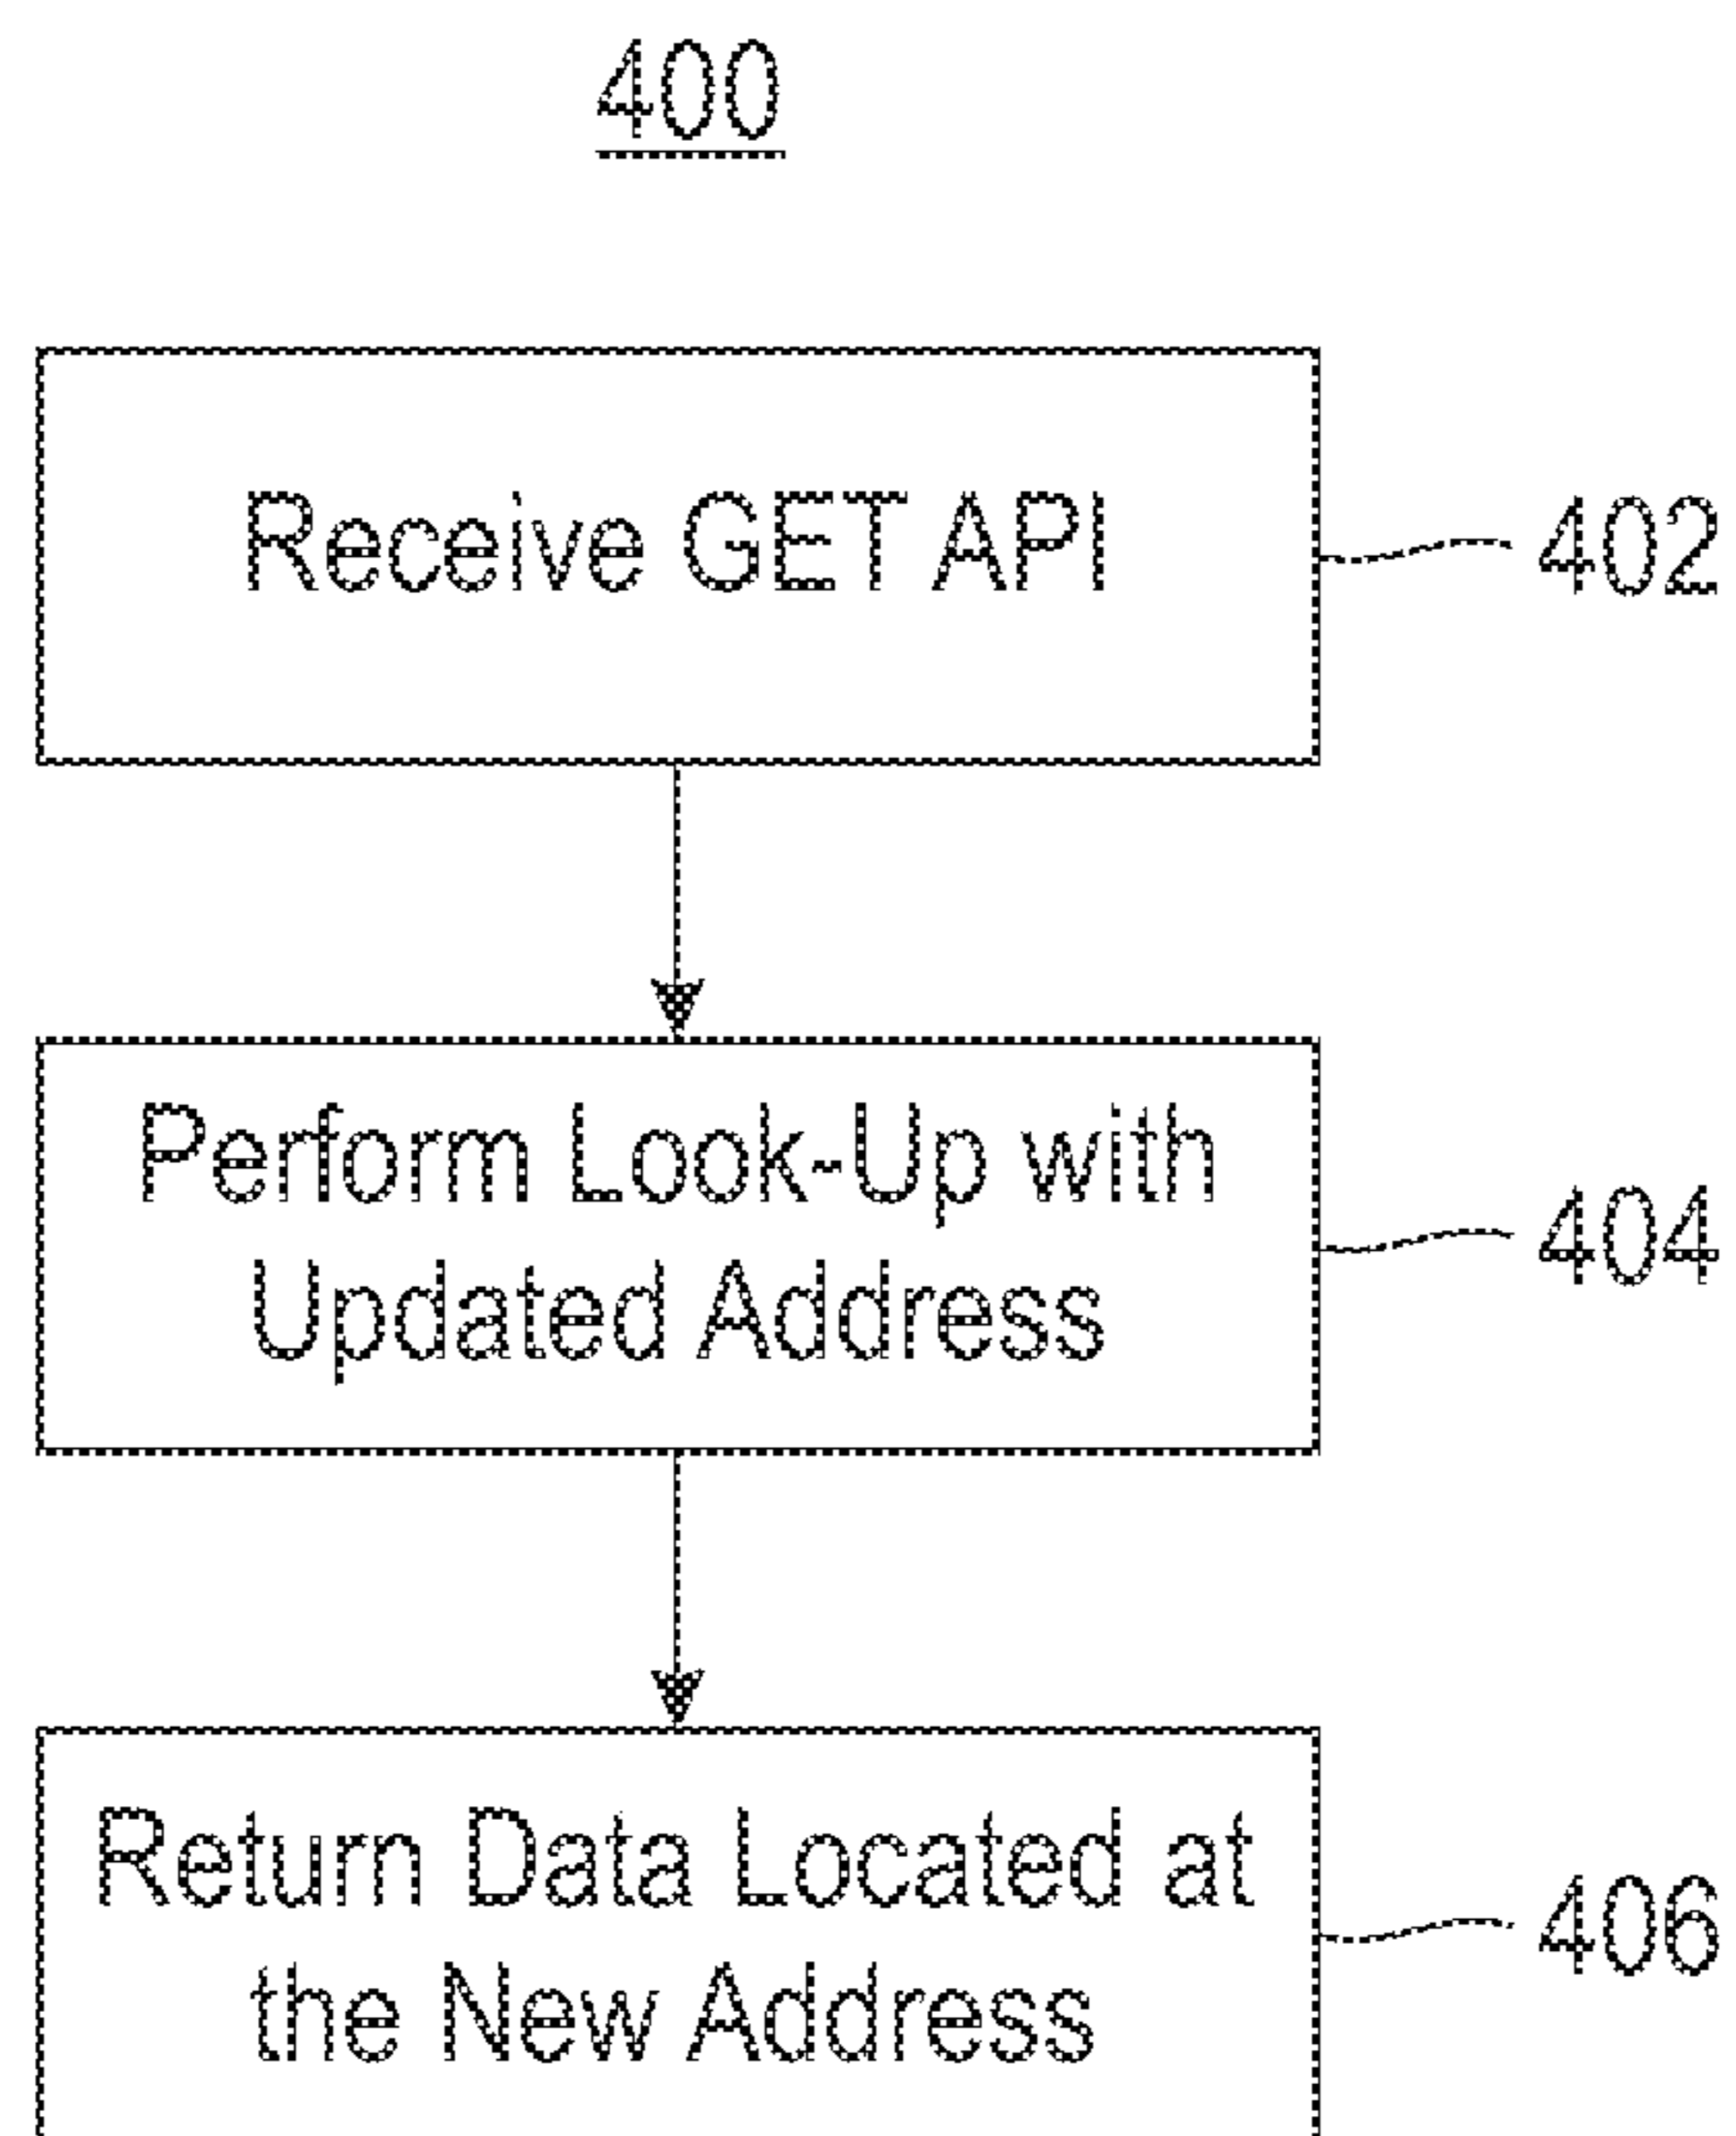 400
Receive GET API
402
Perform Look-Up with
Updated Address
404
Return Data Located at
the New Address
406